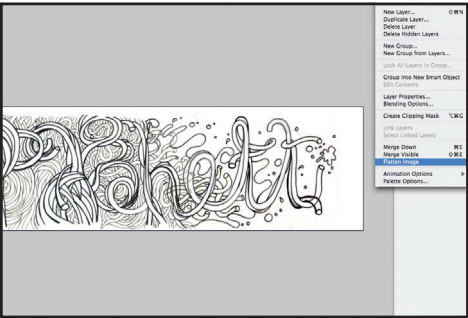 New Layer... ⇧⌘N
Duplicate Layer...
Delete Layer
Delete Hidden Layers
New Group...
New Group from Layers...
Lock All Layers in Group...
Group into New Smart Object
Edit Contents
Layer Properties...
Blending Options...
Create Clipping Mask ⌥⌘G
Link Layers
Select Linked Layers
Merge Down ⌘E
Merge Visible ⇧⌘E
Flatten Image
Animation Options
Palette Options...